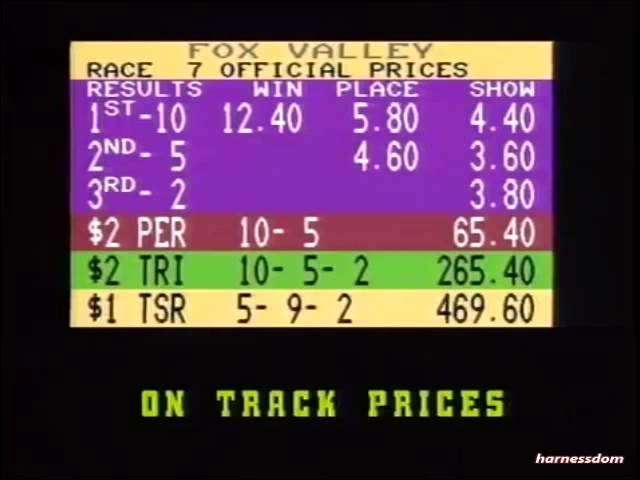 FOX VALLEY
RACE 7 OFFICIAL PRICES
RESULTS WIN PLACE SHOW
1ST-10 12.40 5.80 4.40
2ND- 5 4.60 3.60
3RD- 2 3.80
$2 PER 10- 5 65.40
$2 TRI 10- 5- 2 265.40
$1 TSR 5- 9- 2 469.60
ON TRACK PRICES
harnessdom